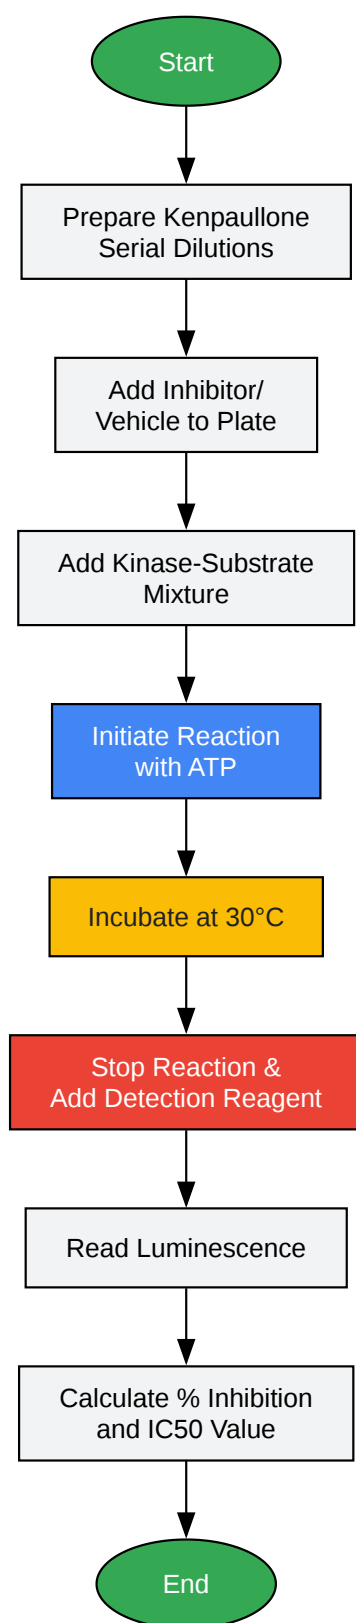 Start
Prepare Kenpaullone
Serial Dilutions
Add Inhibitor/
Vehicle to Plate
Add Kinase-Substrate
Mixture
Initiate Reaction
with ATP
Incubate at 30°C
Stop Reaction &
Add Detection Reagent
Read Luminescence
Calculate % Inhibition
and IC50 Value
End